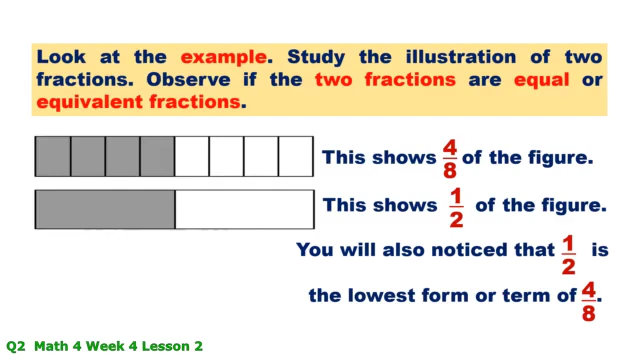 Look at the example. Study the illustration of two
fractions. Observe if the two fractions are equal or
equivalent fractions.
This shows 4/8 of the figure.
This shows 1/2 of the figure.
You will also noticed that 1/2 is
the lowest form or term of 4/8.
Q2 Math 4 Week 4 Lesson 2